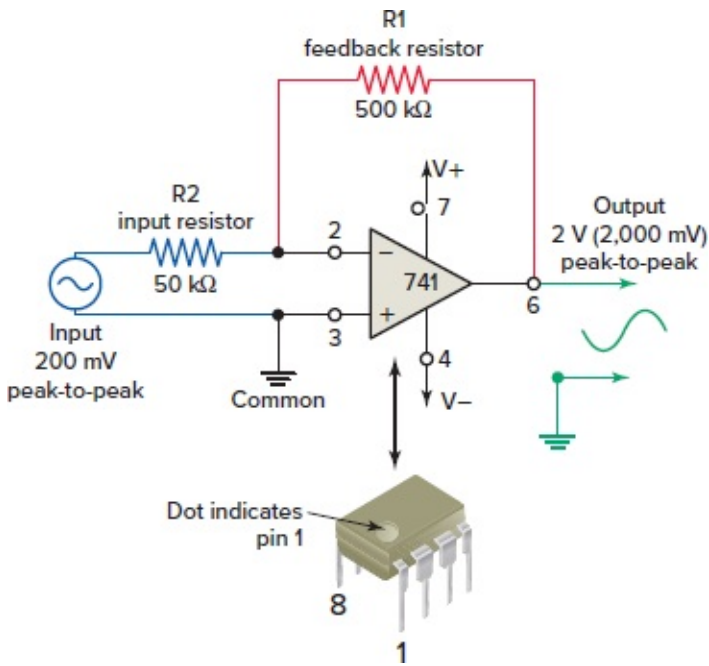 R1
feedback resistor
500 kΩ
V+
7
R2
input resistor
50 kΩ
2
−
741
+
3
6
4
V−
Output
2 V (2,000 mV)
peak-to-peak
Input
200 mV
peak-to-peak
Common
Dot indicates
pin 1
8
1